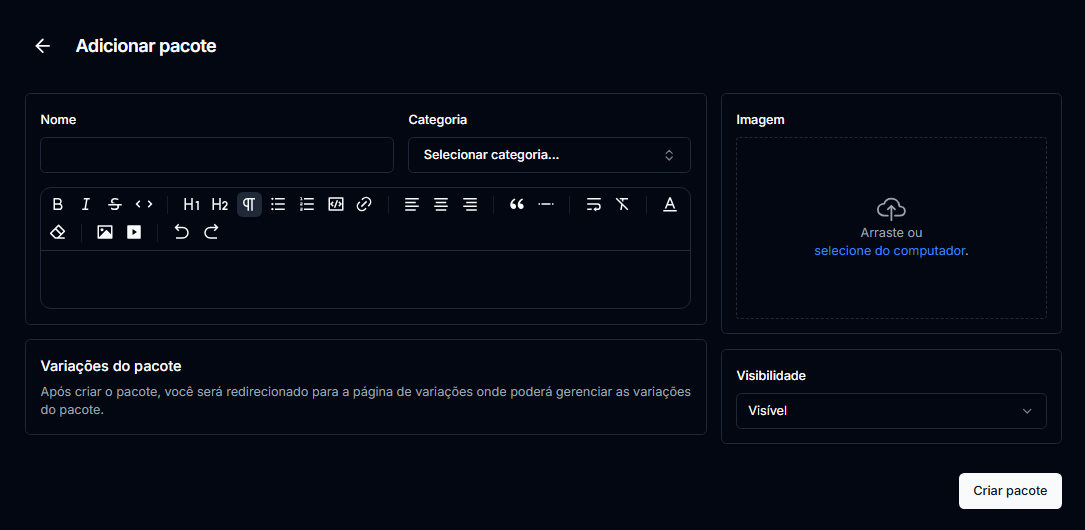 Adicionar pacote
Nome
Categoria
Selecionar categoria...
H1 H2
Imagem
Arraste ou
selecione do computador.
Variações do pacote
Após criar o pacote, você será redirecionado para a página de variações onde poderá gerenciar as variações
do pacote.
Visibilidade
Visível
Criar pacote